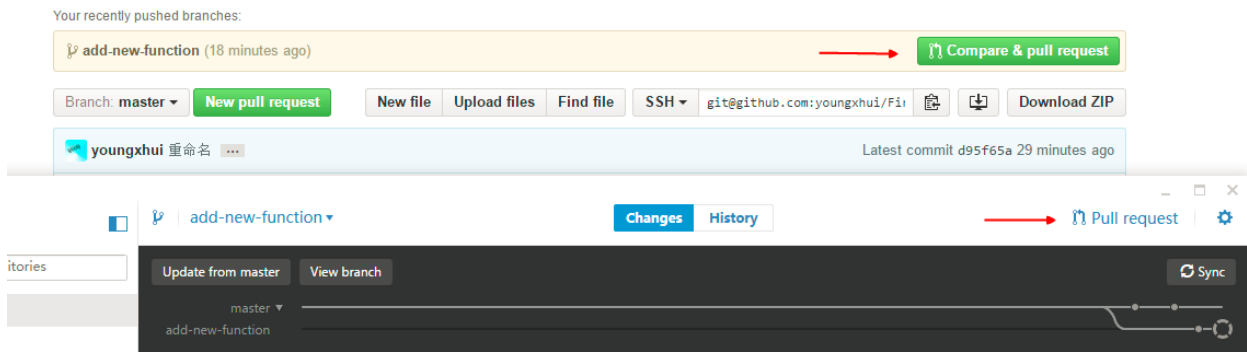 Your recently pushed branches:
add-new-function (18 minutes ago) Compare & pull request
Branch: master New pull request New file Upload files Find file SSH git@github.com:youngxhui/Fi Download ZIP
youngxhui 重命名 ... Latest commit d95f65a 29 minutes ago
add-new-function Changes History Pull request
itories Update from master View branch Sync
master
add-new-function